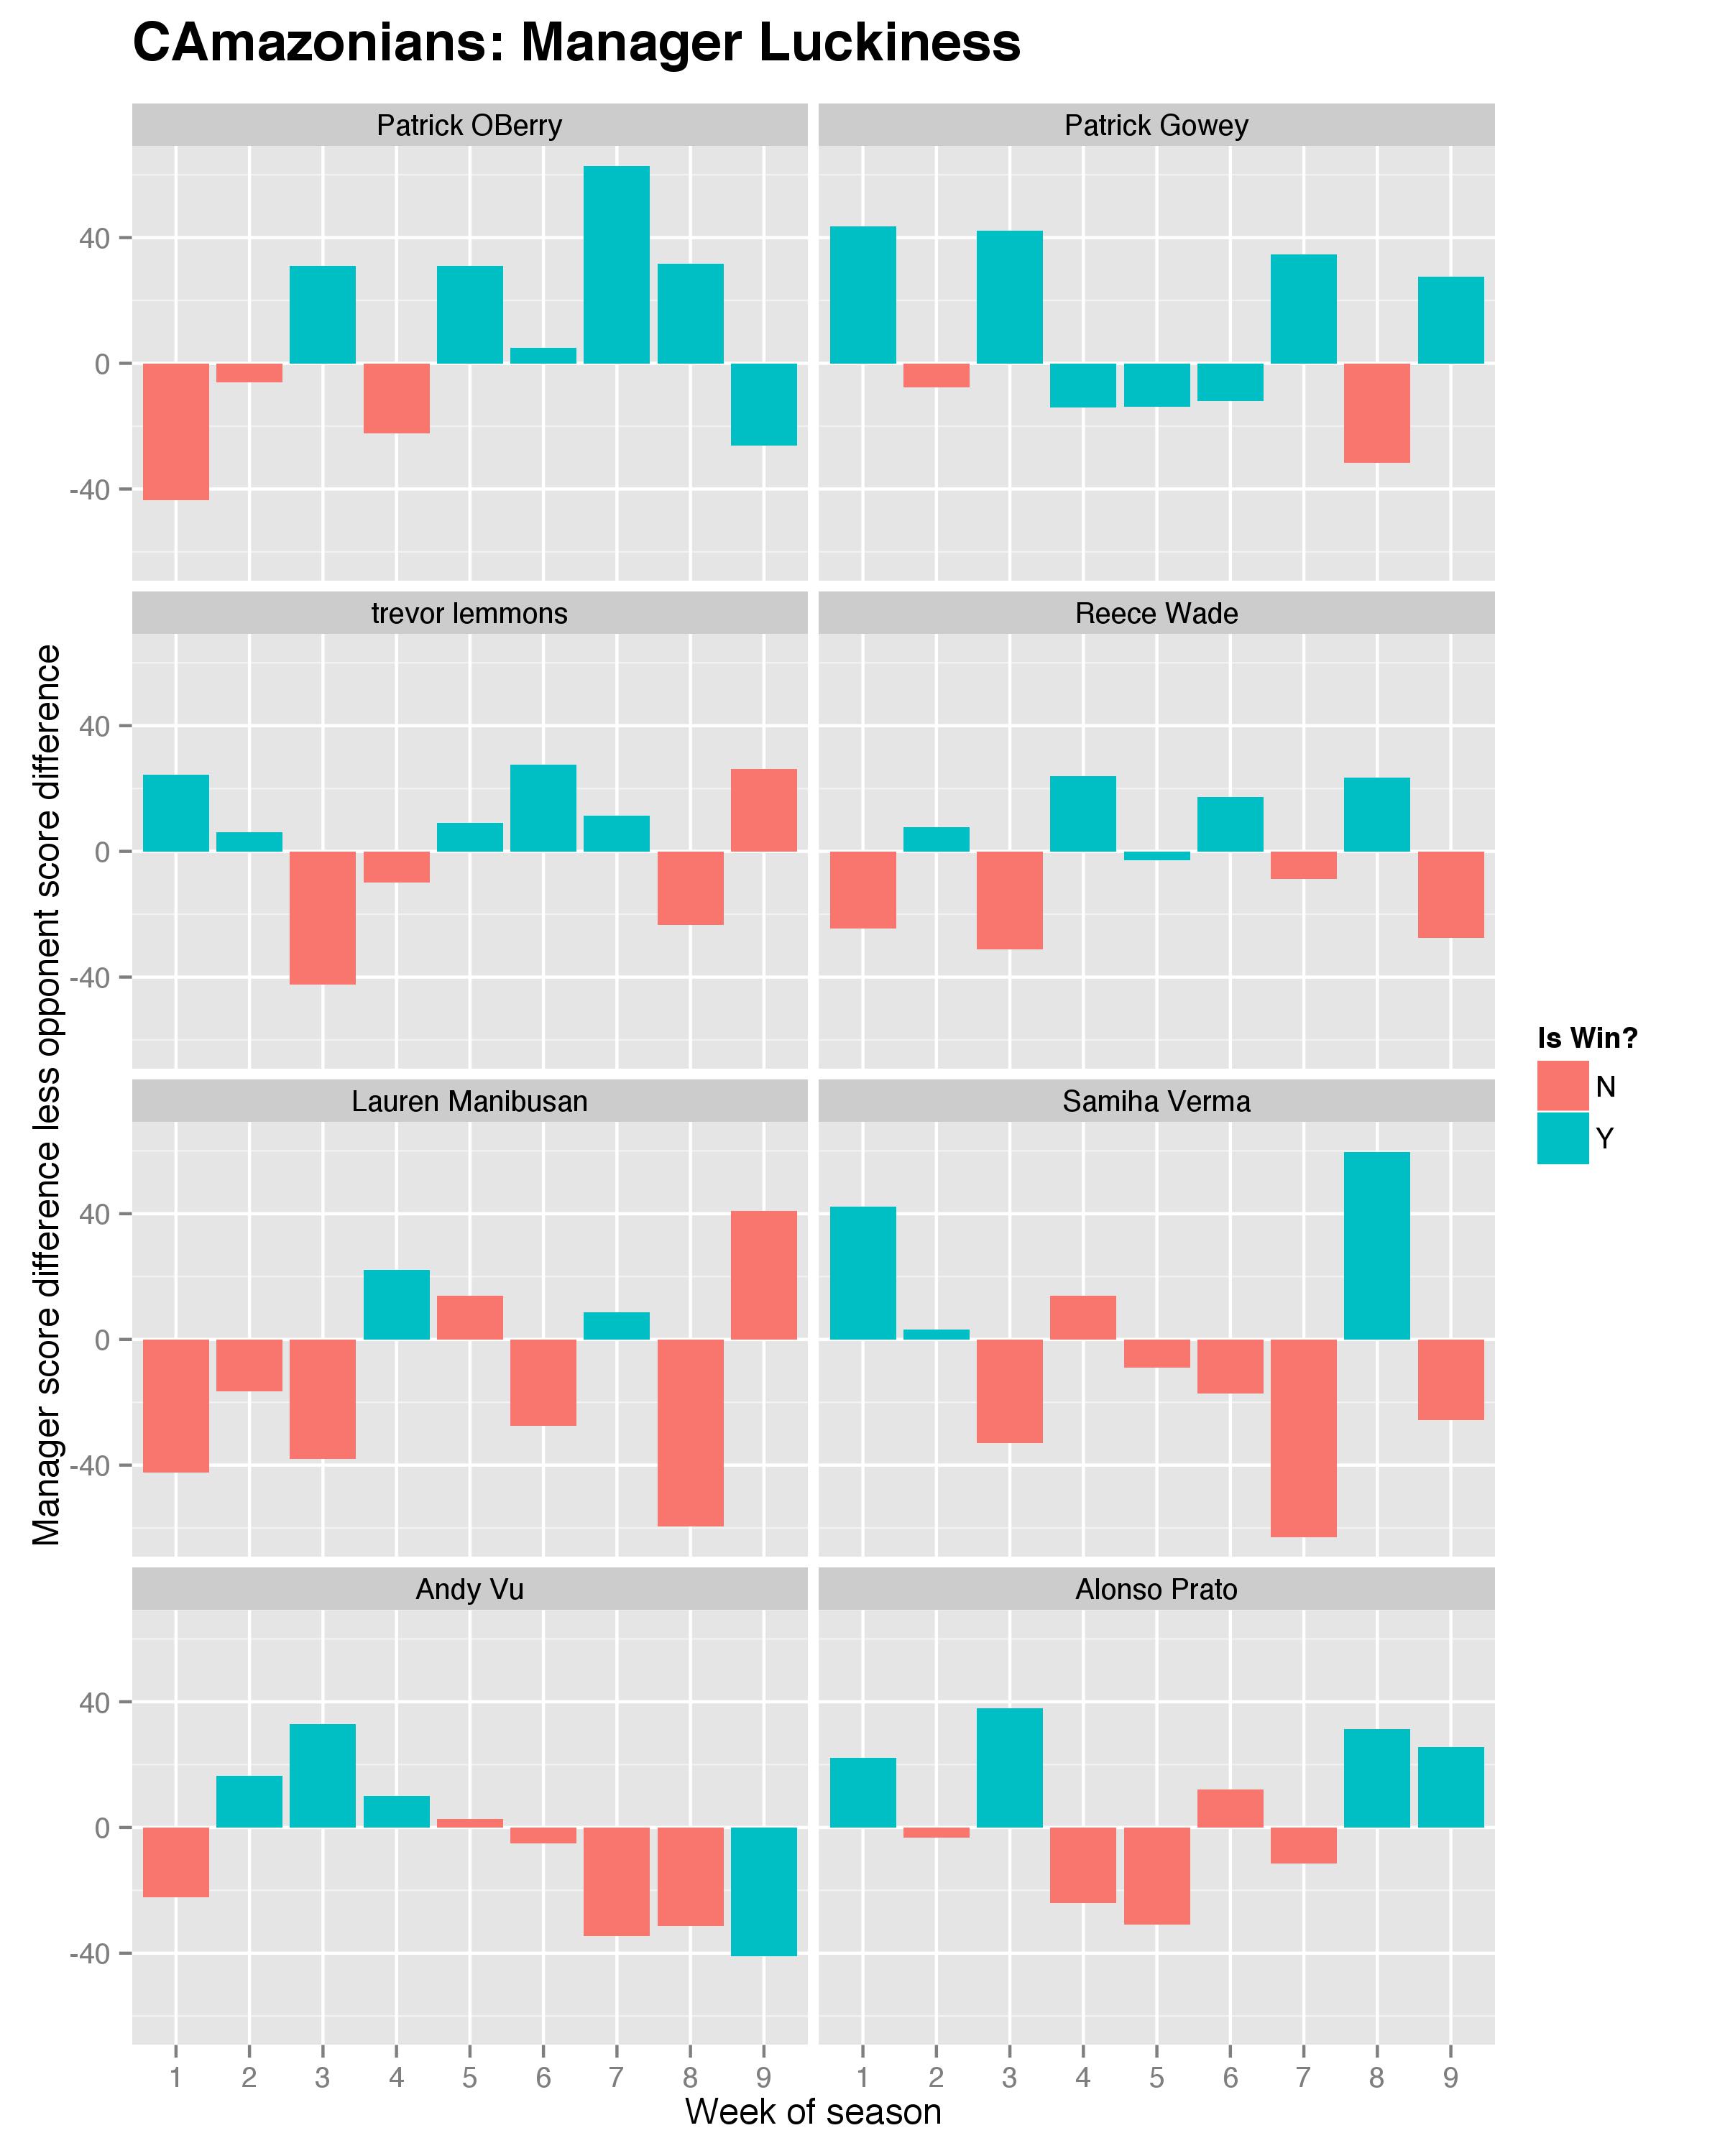 CAmazonians: Manager Luckiness
Patrick OBerry
Patrick Gowey
40
0
-40
trevor lemmons
Reece Wade
40
0
-40
Lauren Manibusan
Samiha Verma
40
0
-40
Andy Vu
Alonso Prato
40
0
-40
1 2 3 4 5 6 7 8 9
1 2 3 4 5 6 7 8 9
Week of season
Manager score difference less opponent score difference
Is Win?
N
Y